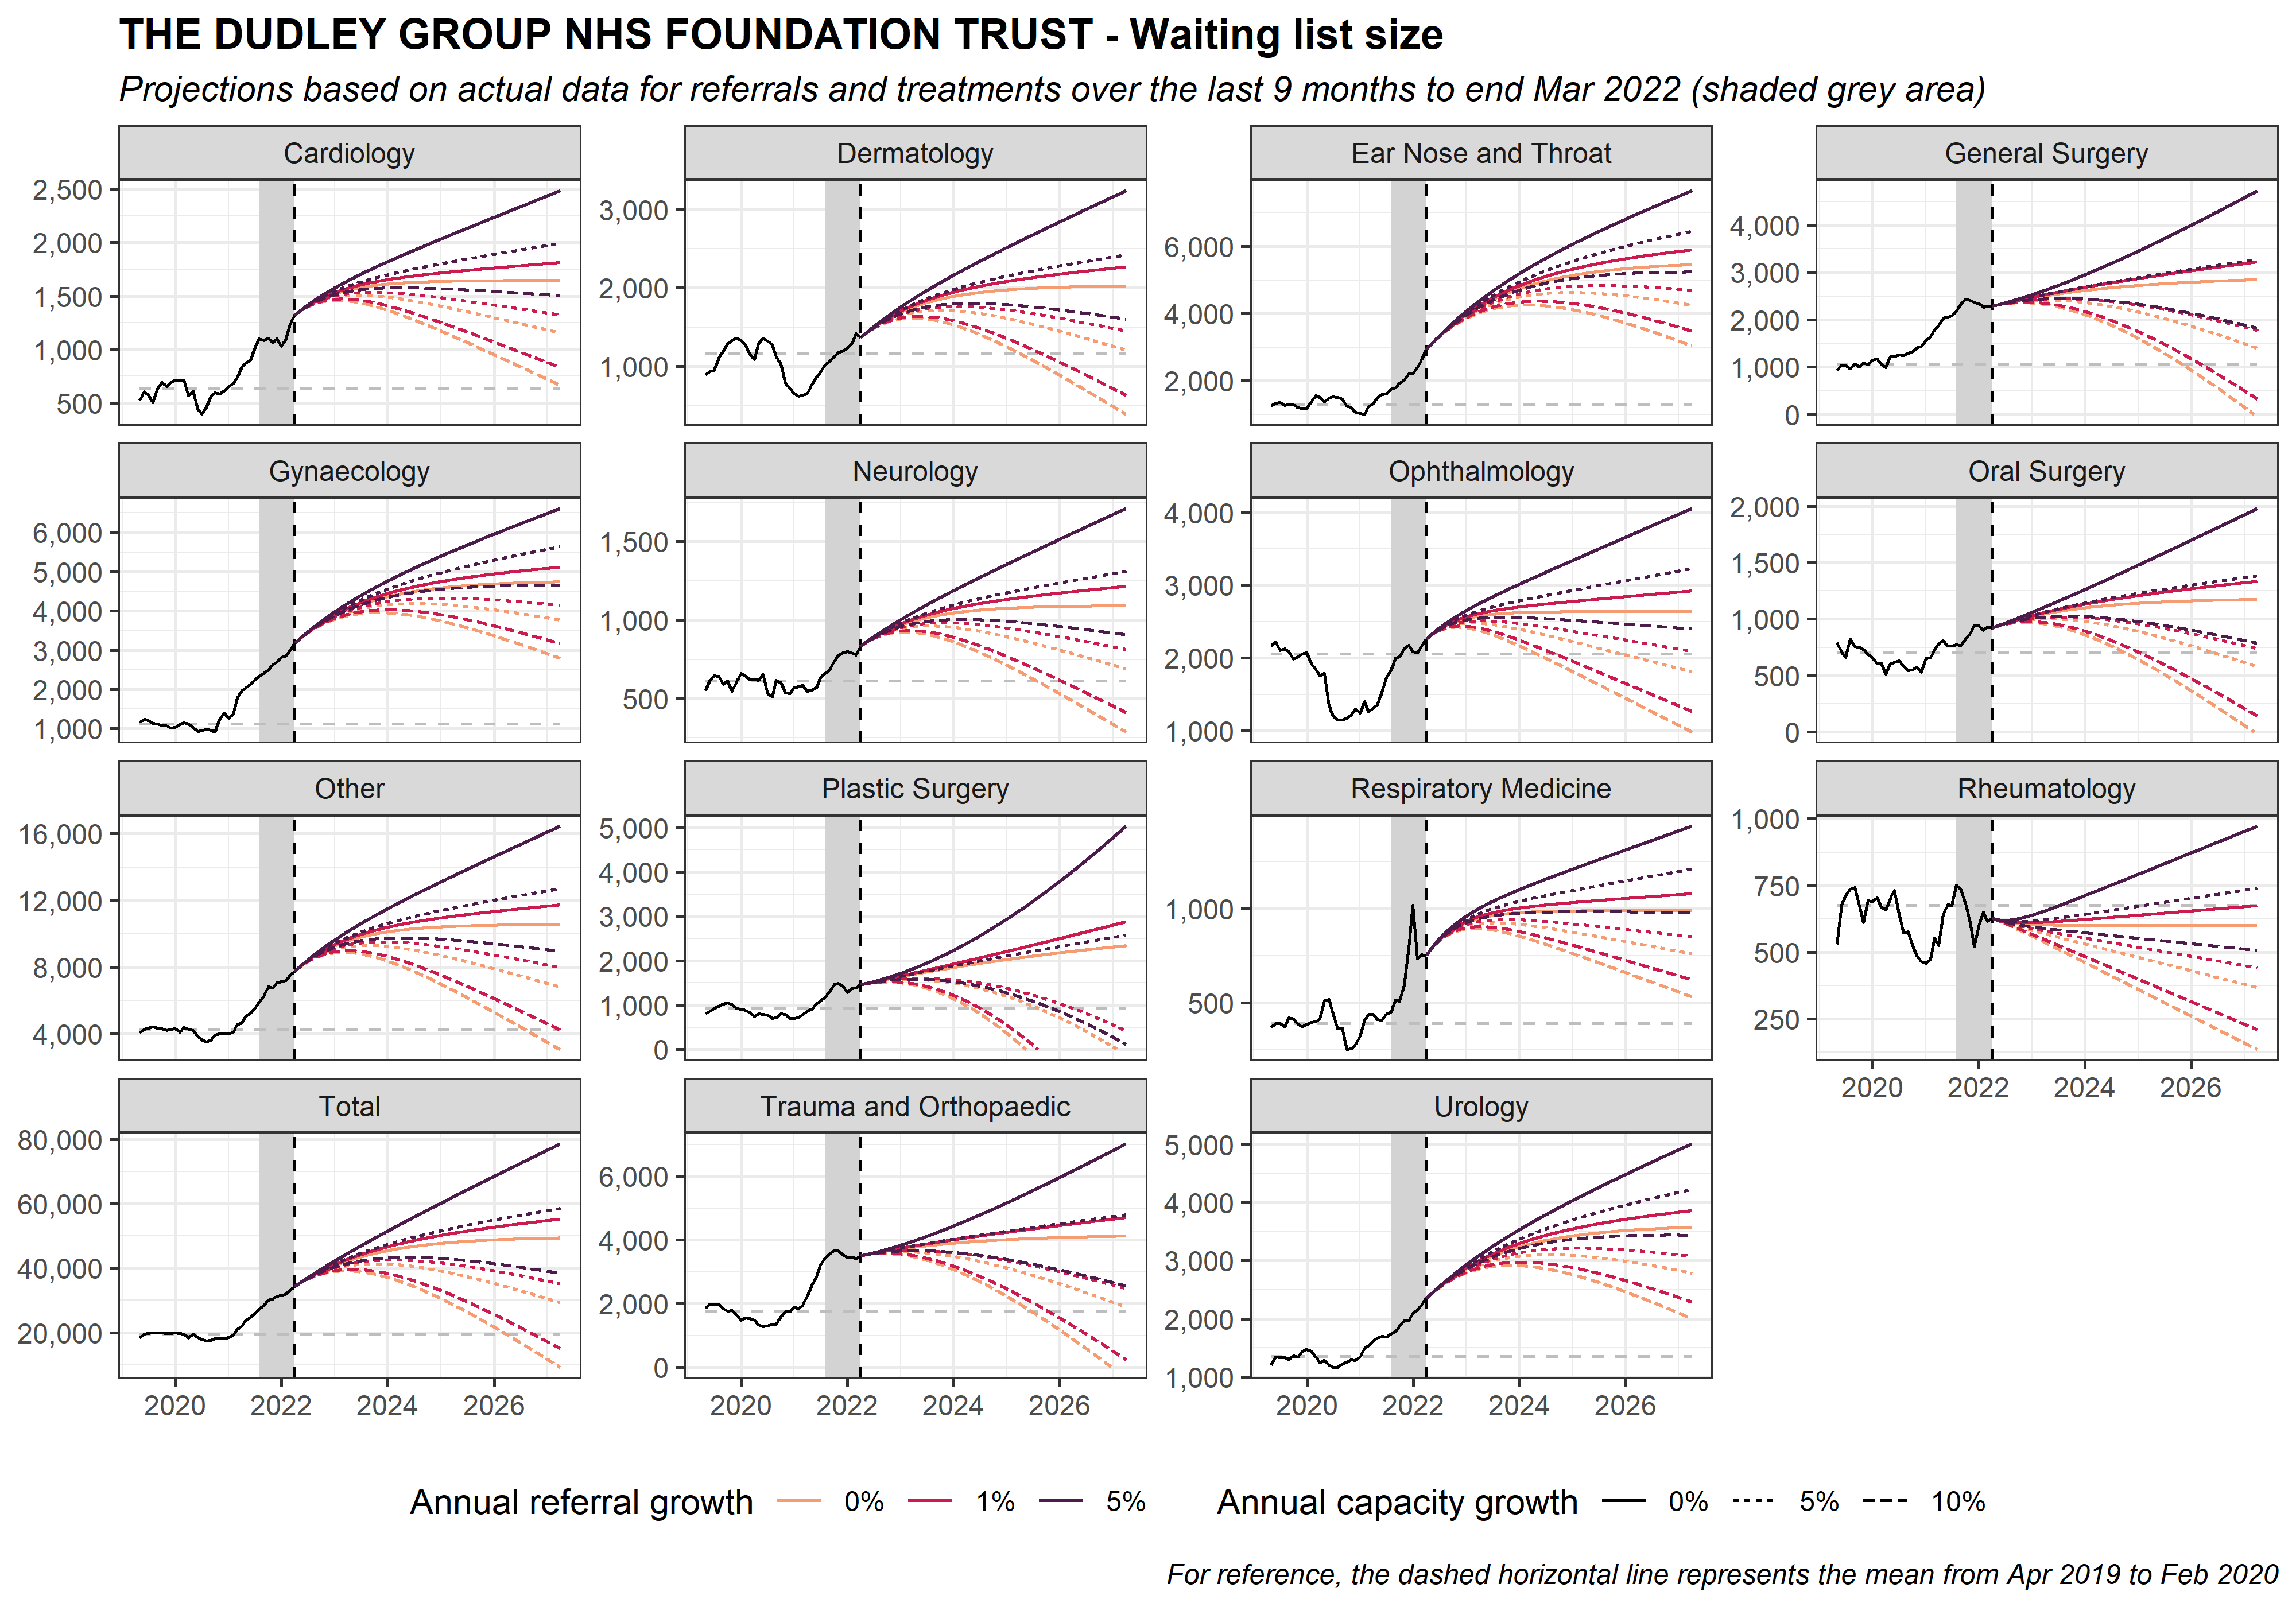 THE DUDLEY GROUP NHS FOUNDATION TRUST - Waiting list size
Projections based on actual data for referrals and treatments over the last 9 months to end Mar 2022 (shaded grey area)
Cardiology
2,500
2,000
1,500
1,000
500
Dermatology
3,000
2,000
1,000
Ear Nose and Throat
6,000
4,000
2,000
General Surgery
4,000
3,000
2,000
1,000
0
Gynaecology
6,000
5,000
4,000
3,000
2,000
1,000
Neurology
1,500
1,000
500
Ophthalmology
4,000
3,000
2,000
1,000
Oral Surgery
2,000
1,500
1,000
500
0
Other
16,000
12,000
8,000
4,000
Plastic Surgery
5,000
4,000
3,000
2,000
1,000
0
Respiratory Medicine
1,000
500
Rheumatology
1,000
750
500
250
2020 2022 2024 2026
Total
80,000
60,000
40,000
20,000
2020 2022 2024 2026
Trauma and Orthopaedic
6,000
4,000
2,000
0
2020 2022 2024 2026
Urology
5,000
4,000
3,000
2,000
1,000
2020 2022 2024 2026
Annual referral growth 0% 1% 5%
Annual capacity growth 0% 5% 10%
For reference, the dashed horizontal line represents the mean from Apr 2019 to Feb 2020